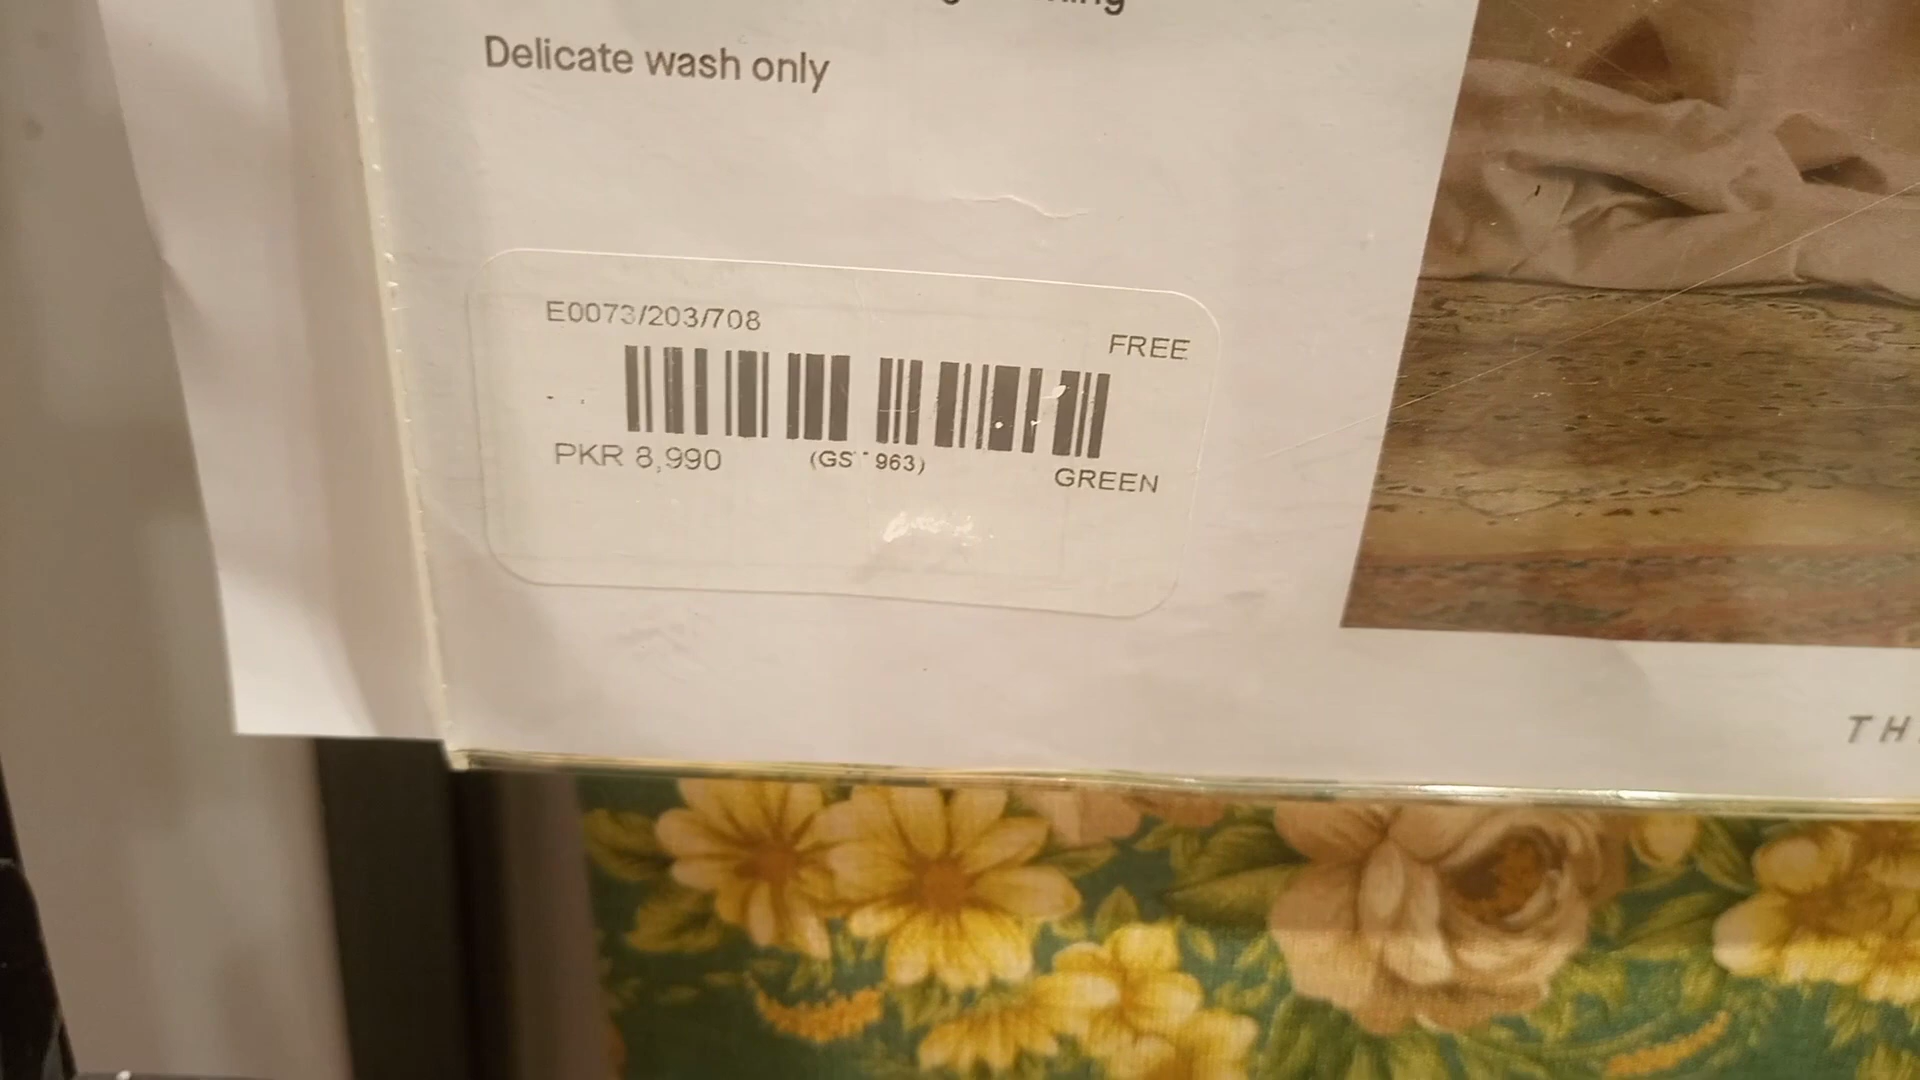 Delicate wash only
E0073/203/708
FREE
PKR 8,990
963)
GREEN